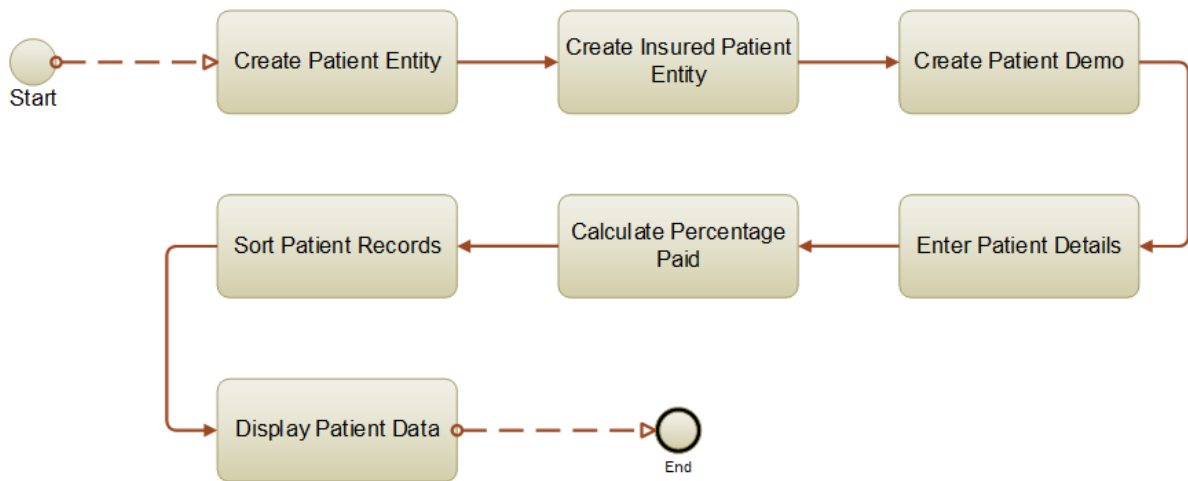 Start
Create Patient Entity
Create Insured Patient
Entity
Create Patient Demo
Enter Patient Details
Calculate Percentage
Paid
Sort Patient Records
Display Patient Data
End